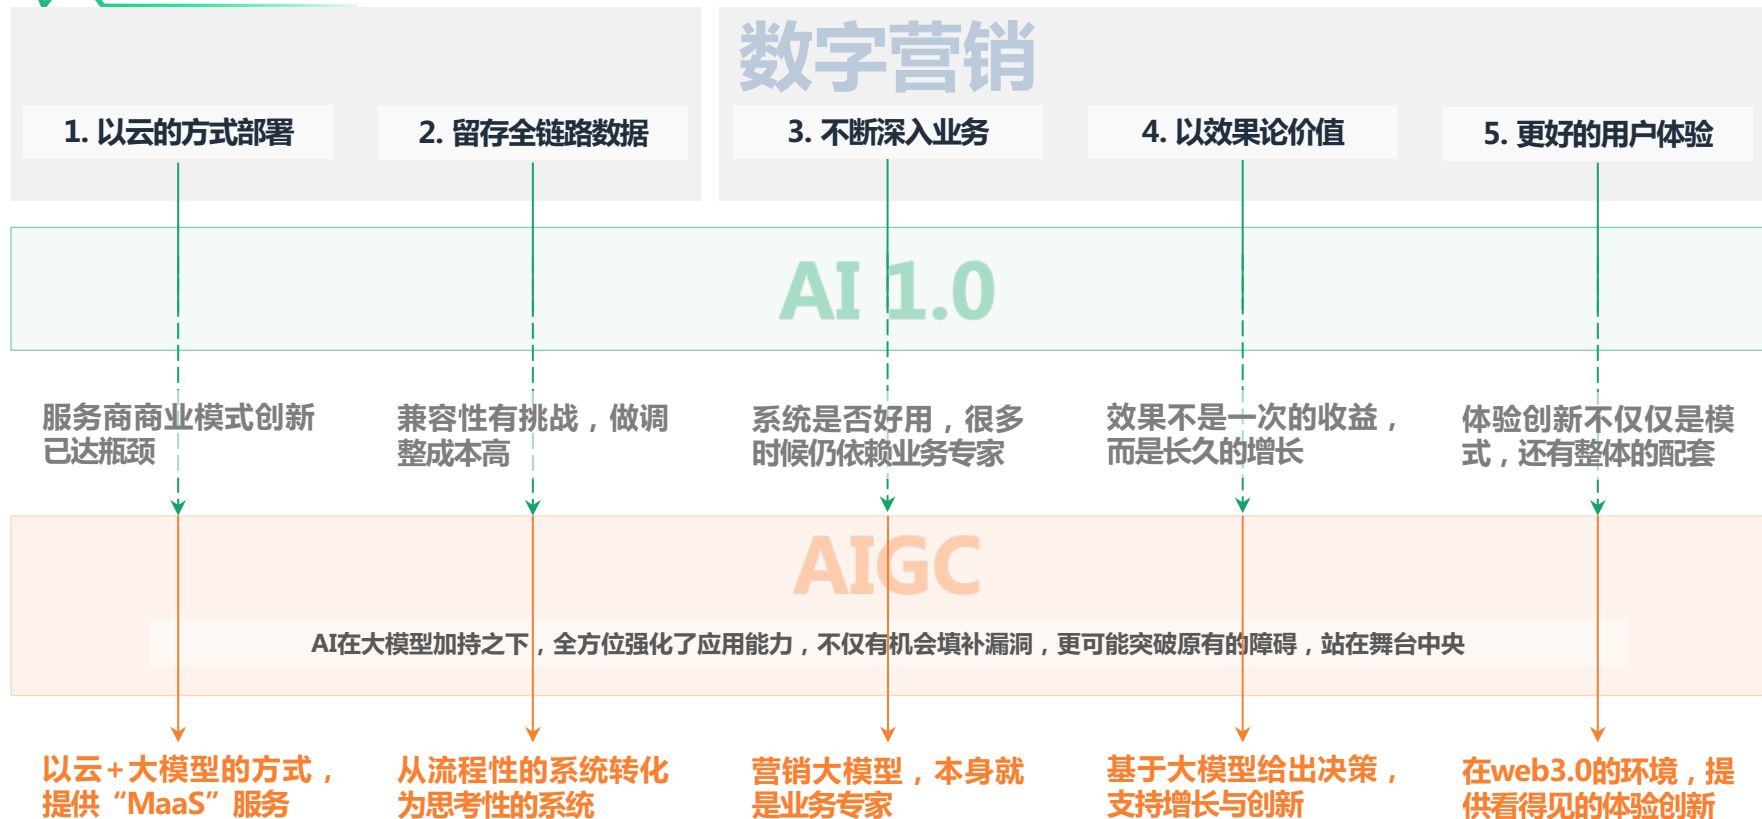 数字营销
1. 以云的方式部署
2. 留存全链路数据
3. 不断深入业务
4. 以效果论价值
5. 更好的用户体验
AI 1.0
服务商商业模式创新
已达瓶颈
兼容性有挑战，做调
整成本高
系统是否好用，很多
时候仍依赖业务专家
效果不是一次的收益，
而是长久的增长
体验创新不仅仅是模
式，还有整体的配套
AIGC
AI在大模型加持之下，全方位强化了应用能力，不仅有机会填补漏洞，更可能突破原有的障碍，站在舞台中央
以云+大模型的方式，
提供“MaaS”服务
从流程性的系统转化
为思考性的系统
营销大模型，本身就
是业务专家
基于大模型给出决策，
支持增长与创新
在web3.0的环境，提
供看得见的体验创新